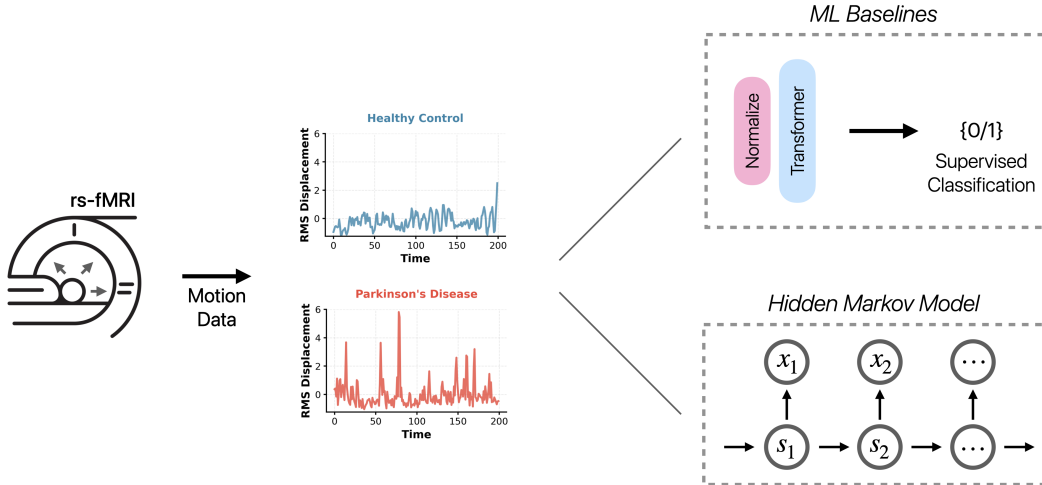 rs-fMRI
Motion
Data
Healthy Control
RMS Displacement
6
4
2
0
0 50 100 150 200
Time
Parkinson's Disease
RMS Displacement
6
4
2
0
0 50 100 150 200
Time
ML Baselines
Normalize
Transformer
{0/1}
Supervised
Classification
Hidden Markov Model
x1 x2 ...
s1 s2 ...